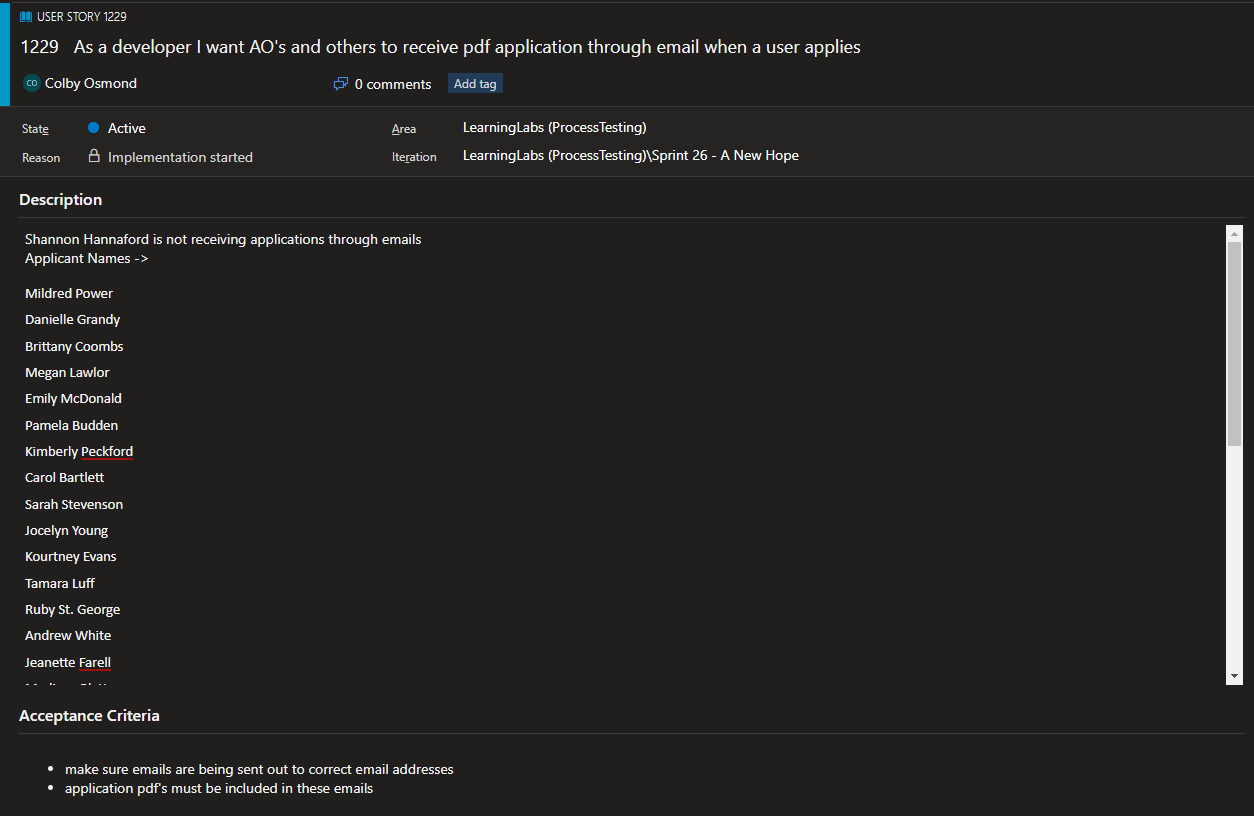 USER STORY 1229
1229 As a developer I want AO's and others to receive pdf application through email when a user applies
CO Colby Osmond
0 comments
Add tag
State Active
Area LearningLabs (ProcessTesting)
Reason Implementation started
Iteration LearningLabs (ProcessTesting)\Sprint 26 - A New Hope
Description
Shannon Hannaford is not receiving applications through emails
Applicant Names ->
Mildred Power
Danielle Grandy
Brittany Coombs
Megan Lawlor
Emily McDonald
Pamela Budden
Kimberly Peckford
Carol Bartlett
Sarah Stevenson
Jocelyn Young
Kourtney Evans
Tamara Luff
Ruby St. George
Andrew White
Jeanette Farell
Acceptance Criteria
• make sure emails are being sent out to correct email addresses
• application pdf's must be included in these emails